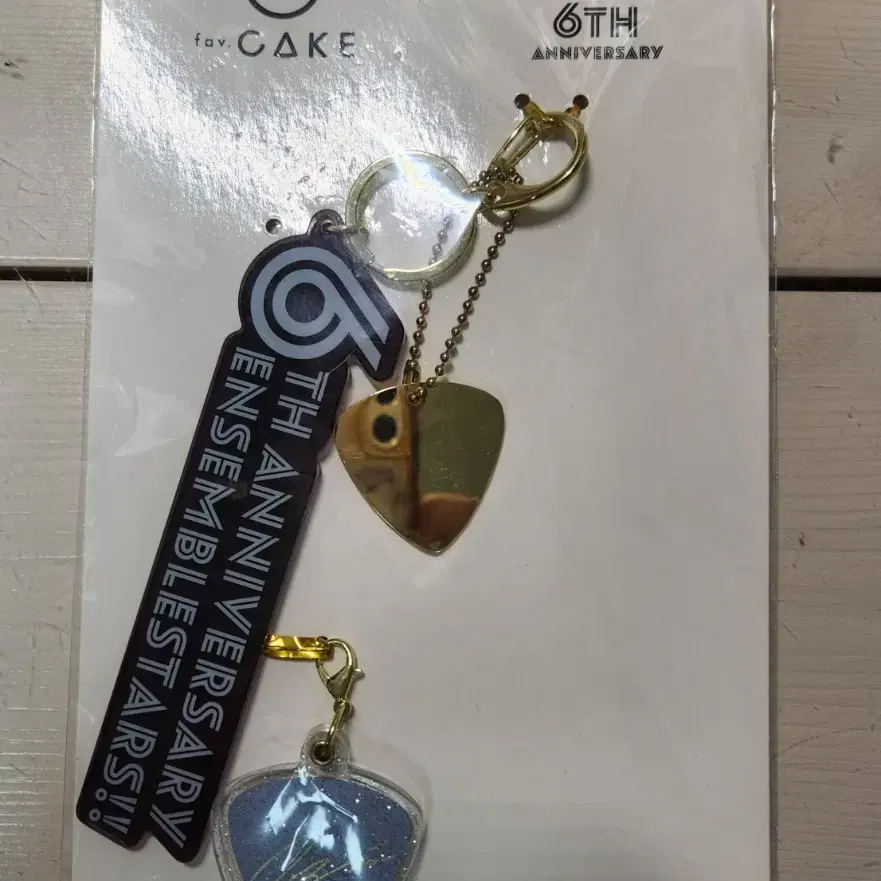 fav. CAKE
6TH
ANNIVERSARY
6TH ANNIVERSARY
ENSEMBLESTARS!!